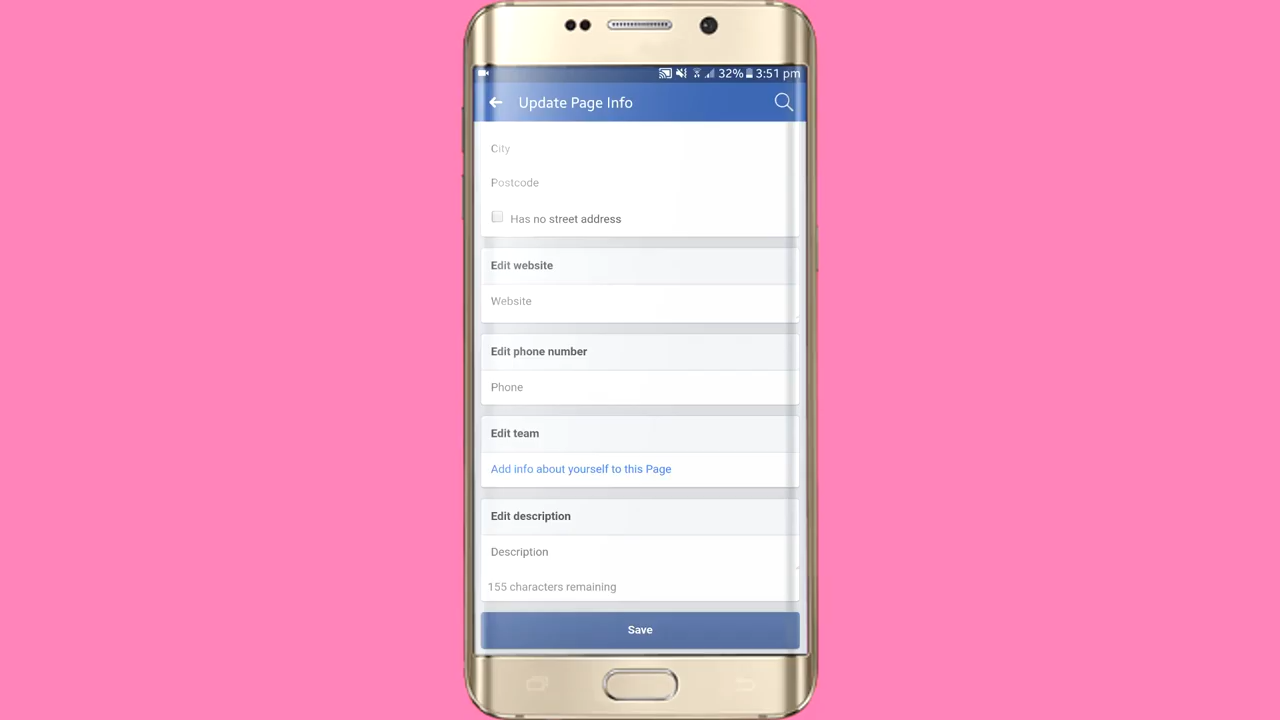 32% 3:51 pm
Update Page Info
City
Postcode
Has no street address
Edit website
Website
Edit phone number
Phone
Edit team
Add info about yourself to this Page
Edit description
Description
155 characters remaining
Save